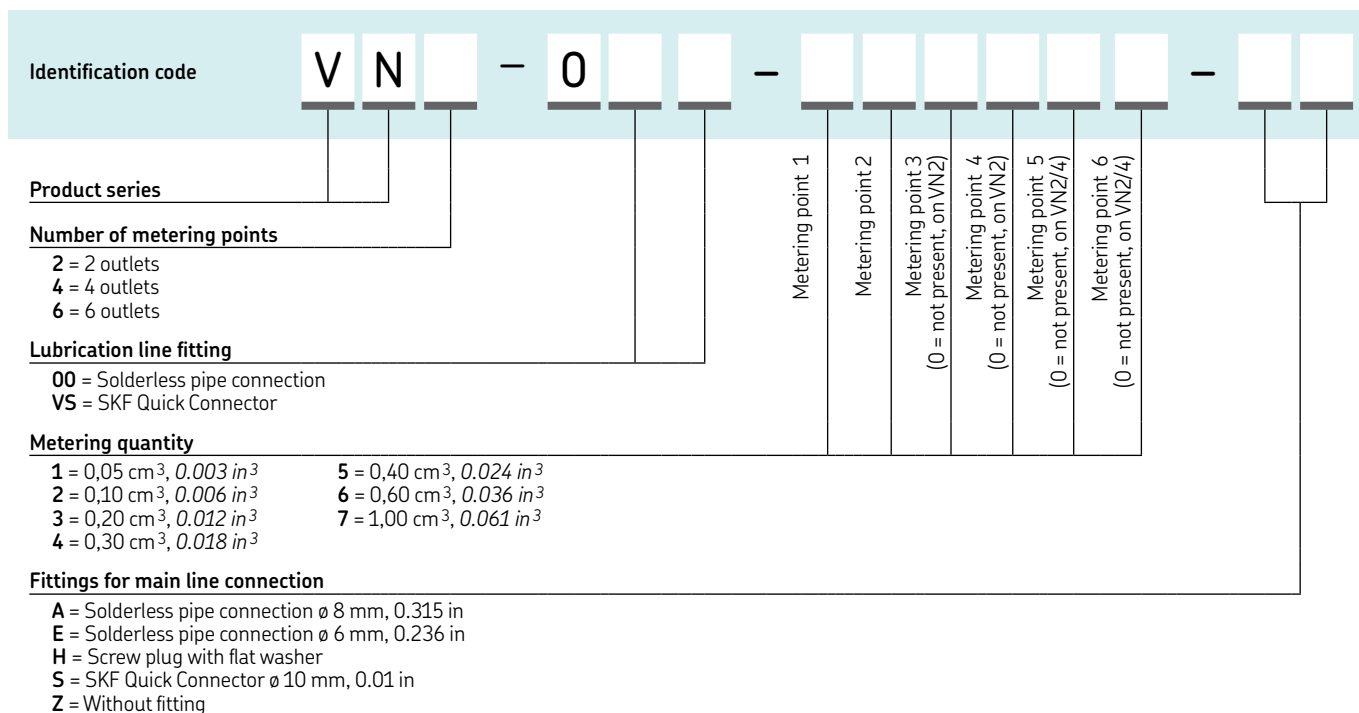 Identification code V N – 0 – –
Metering point 1
Metering point 2
Metering point 3
(0 = not present, on VN2)
Metering point 4
(0 = not present, on VN2)
Metering point 5
(0 = not present, on VN2/4)
Metering point 6
(0 = not present, on VN2/4)
Product series
Number of metering points
2 = 2 outlets
4 = 4 outlets
6 = 6 outlets
Lubrication line fitting
00 = Solderless pipe connection
VS = SKF Quick Connector
Metering quantity
1 = 0,05 cm³, 0.003 in³
2 = 0,10 cm³, 0.006 in³
3 = 0,20 cm³, 0.012 in³
4 = 0,30 cm³, 0.018 in³
5 = 0,40 cm³, 0.024 in³
6 = 0,60 cm³, 0.036 in³
7 = 1,00 cm³, 0.061 in³
Fittings for main line connection
A = Solderless pipe connection ø 8 mm, 0.315 in
E = Solderless pipe connection ø 6 mm, 0.236 in
H = Screw plug with flat washer
S = SKF Quick Connector ø 10 mm, 0.01 in
Z = Without fitting